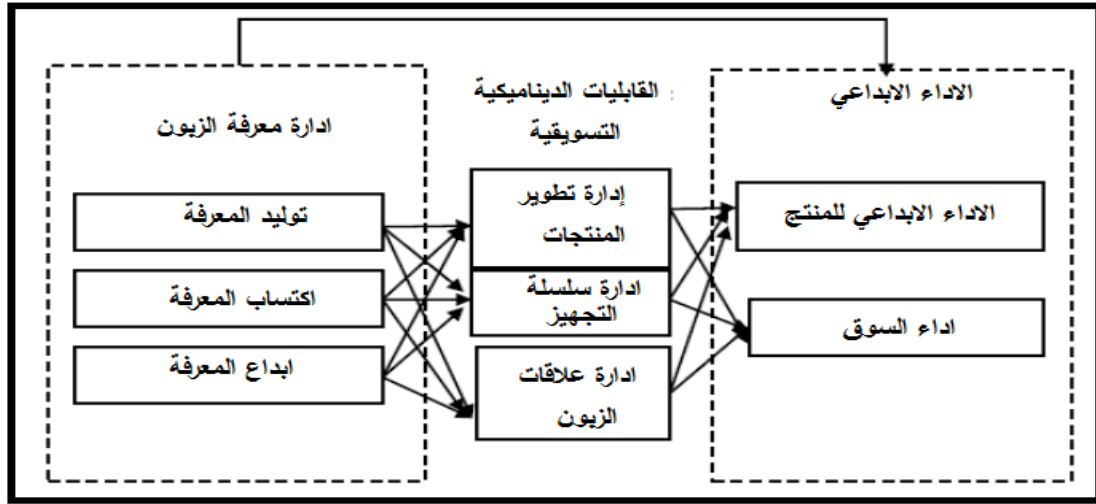 القابليات الديناميكية :
التسويقية
الاداء الابداعي
ادارة معرفة الزبون
إدارة تطوير
المنتجات
الاداء الابداعي للمنتج
توليد المعرفة
ادارة سلسلة
التجهيز
اكتساب المعرفة
اداء السوق
ادارة علاقات
الزبون
ابداع المعرفة